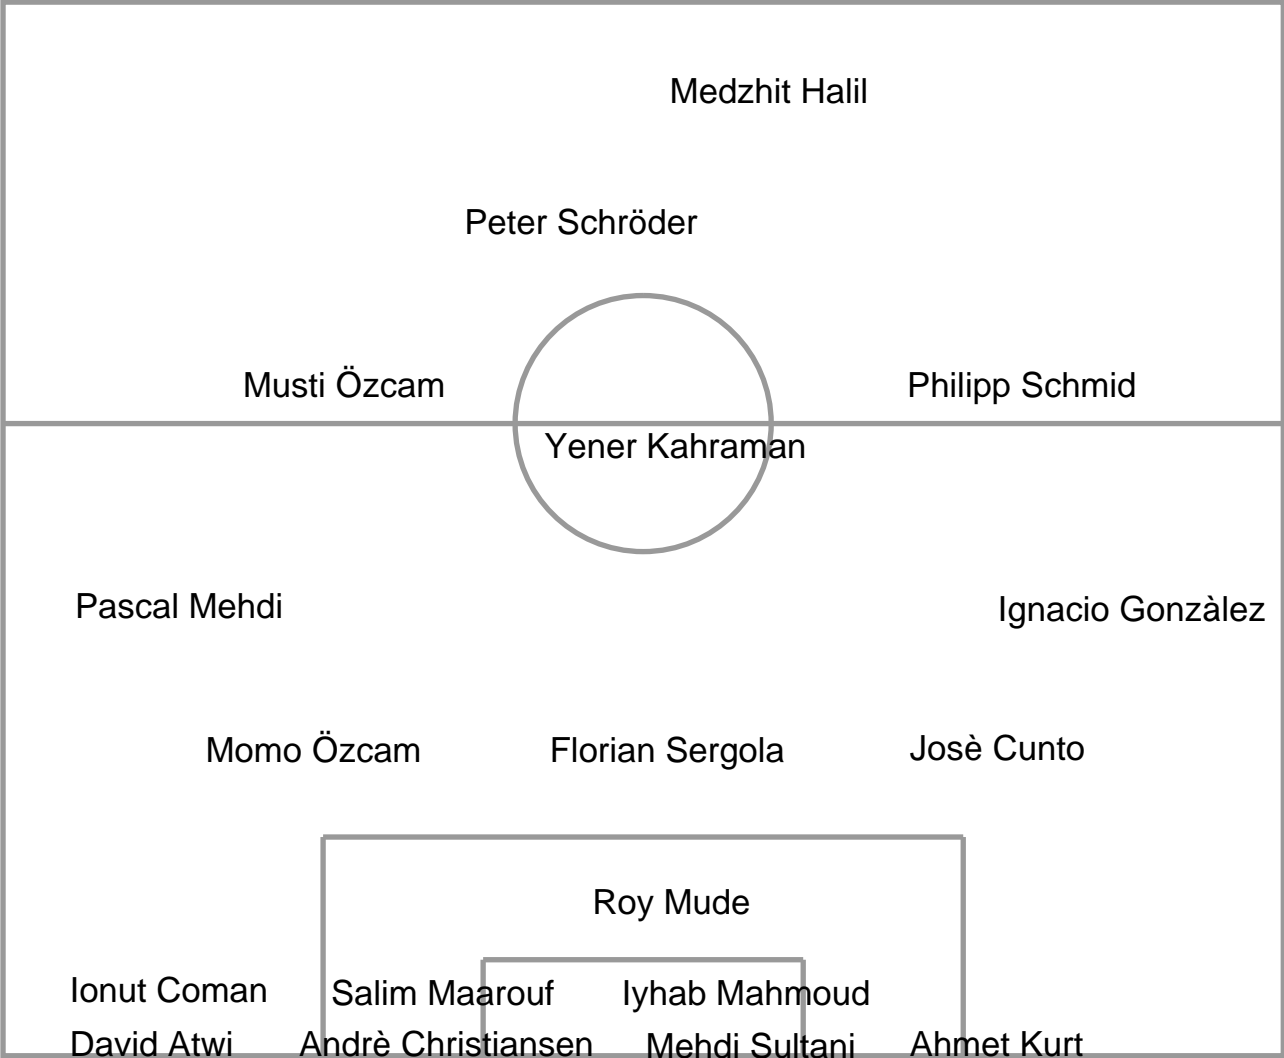 Medzhit Halil
Peter Schröder
Musti Özcam
Philipp Schmid
Yener Kahraman
Pascal Mehdi
Ignacio Gonzàlez
Momo Özcam
Florian Sergola
Josè Cunto
Roy Mude
Ionut Coman
Salim Maarouf
Iyhab Mahmoud
David Atwi
Andrè Christiansen
Mehdi Sultani
Ahmet Kurt